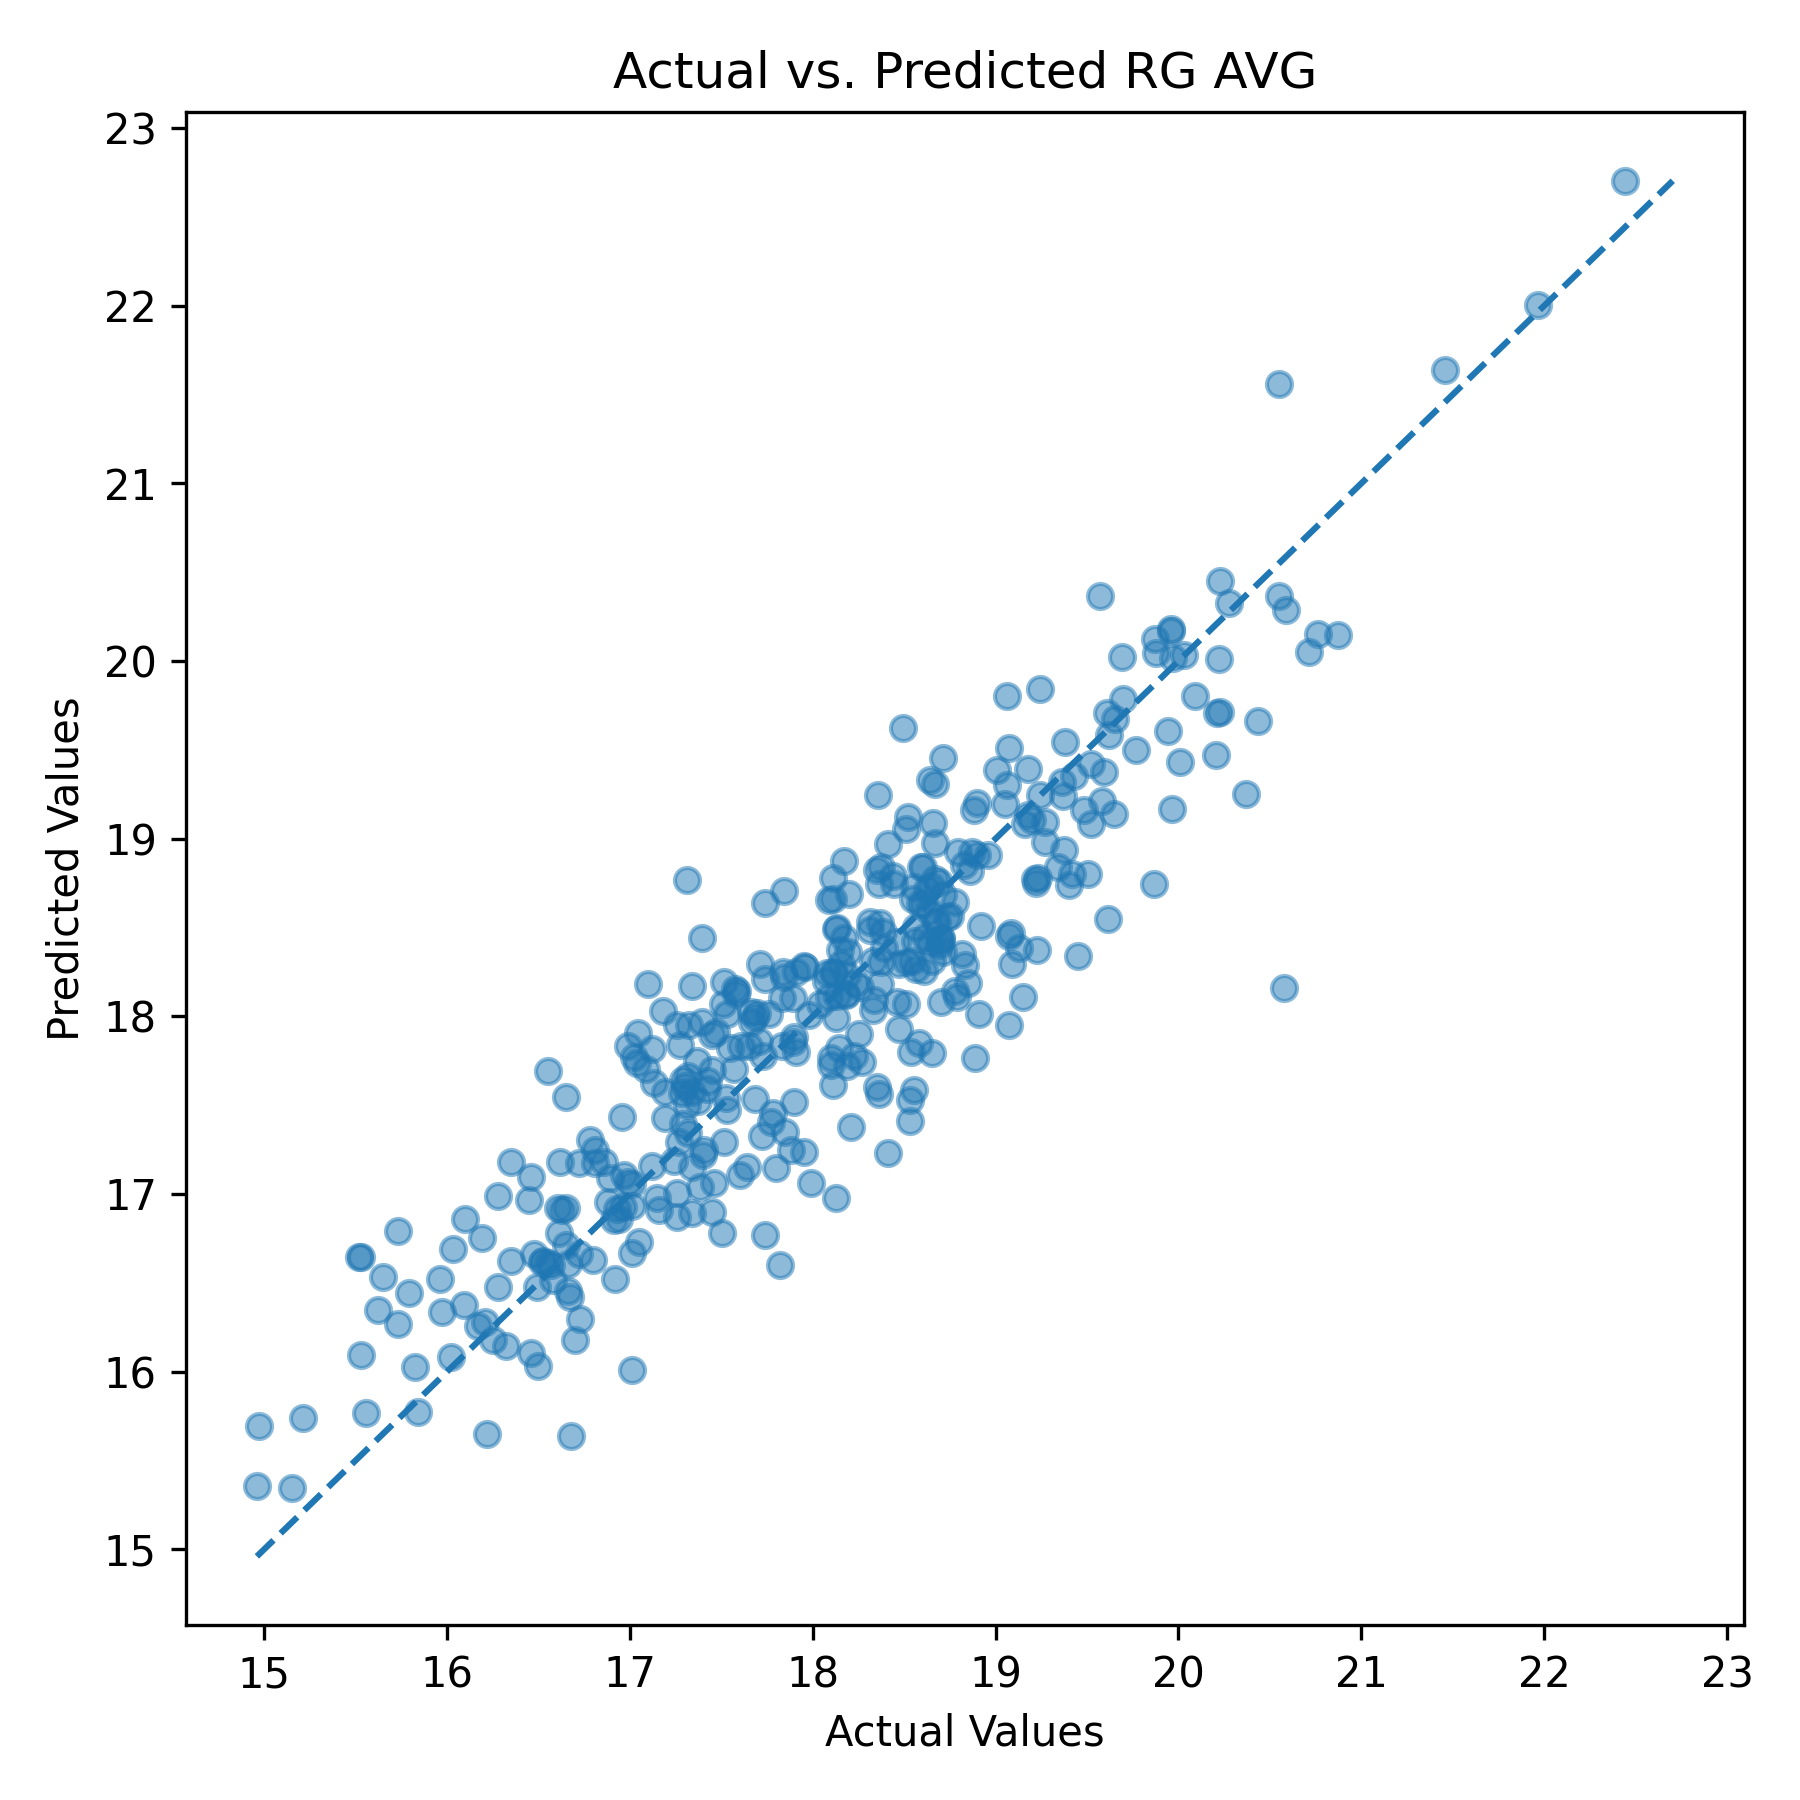 Actual vs. Predicted RG AVG
23
22
21
20
19
18
17
16
15
Predicted Values
15 16 17 18 19 20 21 22 23
Actual Values